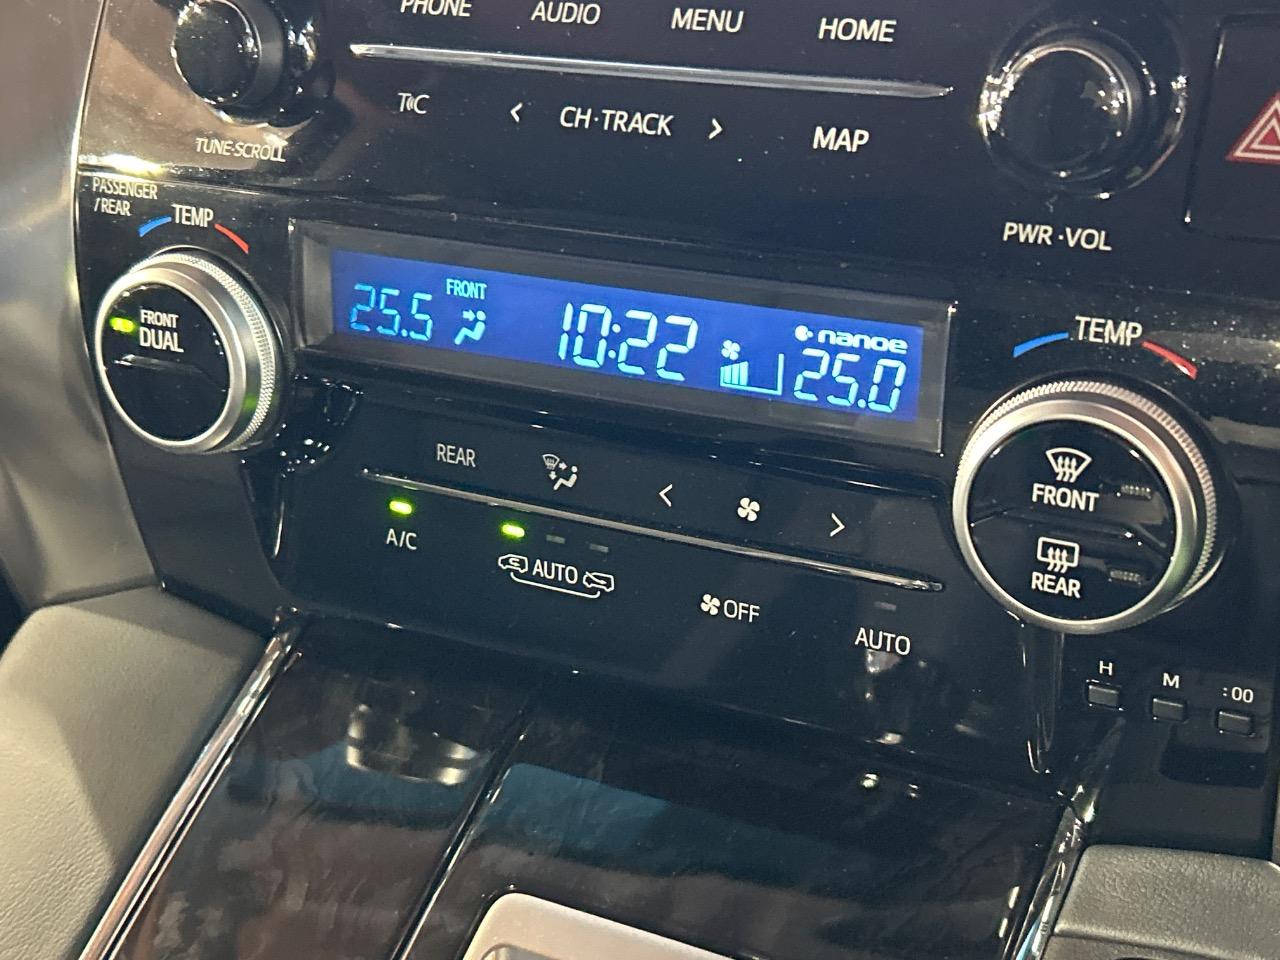 PHONE AUDIO MENU HOME
T C < CH·TRACK > MAP
TUNE·SCROLL
PWR·VOL
PASSENGER
/REAR
TEMP
FRONT
DUAL
25.5 FRONT 10:22 nanoe 25.0
TEMP
FRONT
REAR
REAR < >
A/C AUTO OFF AUTO
H M :00